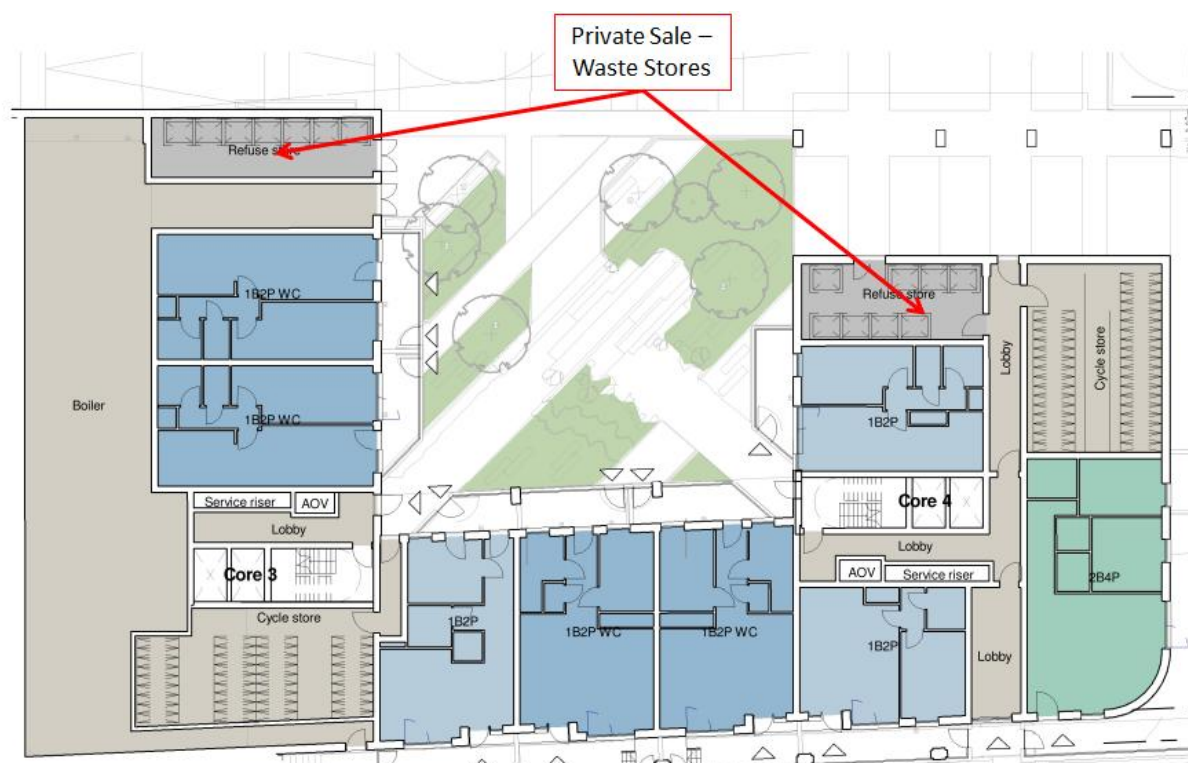 Private Sale –
Waste Stores
Refuse store
Refuse store
1B2P WC
Boiler
1B2P WC
1B2P
Lobby
Cycle store
Service riser
AOV
Lobby
Core 3
Core 4
Lobby
AOV
Service riser
2B4P
Cycle store
1B2P
1B2P WC
1B2P WC
1B2P
Lobby